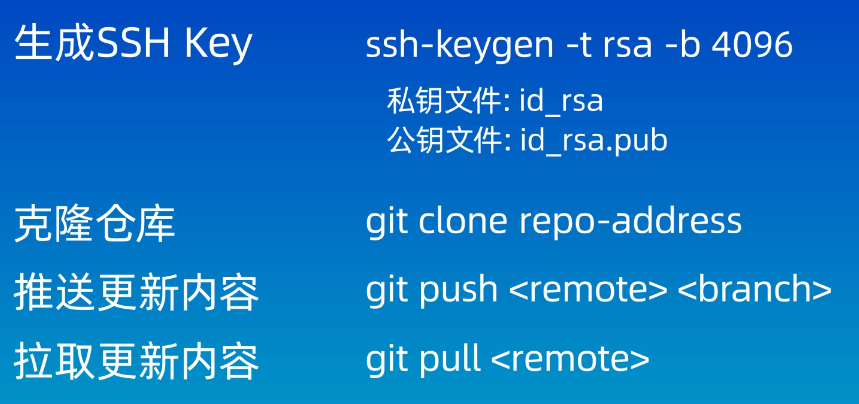 生成SSH Key ssh-keygen -t rsa -b 4096
私钥文件: id_rsa
公钥文件: id_rsa.pub
克隆仓库 git clone repo-address
推送更新内容 git push <remote> <branch>
拉取更新内容 git pull <remote>